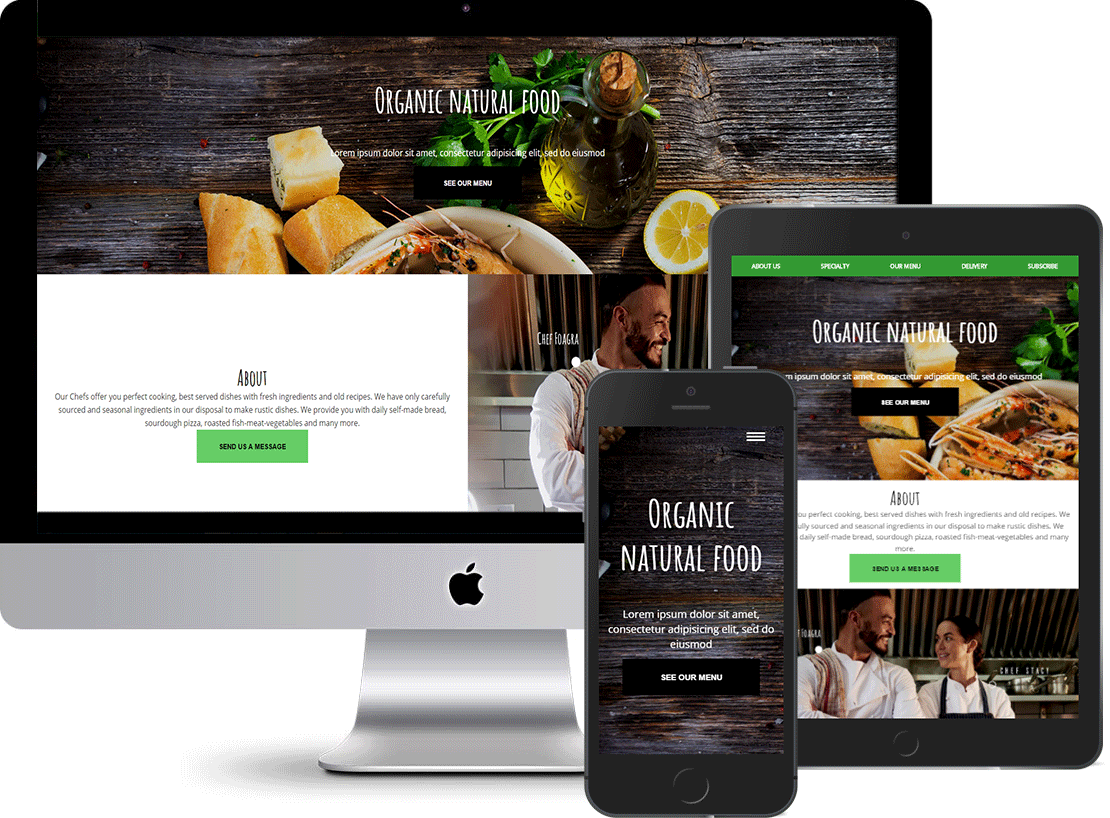 Organic natural food
Lorem ipsum dolor sit amet, consectetur adipisicing elit, sed do eiusmod
SEE OUR MENU
About
Our Chefs offer you perfect cooking, best served dishes with fresh ingredients and old recipes. We have only carefully
sourced and seasonal ingredients in our disposal to make rustic dishes. We provide you with daily self-made bread,
sourdough pizza, roasted fish-meat-vegetables and many more.
SEND US A MESSAGE
Chef Foagra
ABOUT US SPECIALTY OUR MENU DELIVERY SUBSCRIBE
Organic natural food
m ipsum dolor sit amet, consectetur adipisicing elit, sed do eiusmod
SEE OUR MENU
About
you perfect cooking, best served dishes with fresh ingredients and old recipes. We
ully sourced and seasonal ingredients in our disposal to make rustic dishes. We
daily self-made bread, sourdough pizza, roasted fish-meat-vegetables and many
more.
SEND US A MESSAGE
f Foagra
CHEF STACY
Organic
natural food
Lorem ipsum dolor sit amet,
consectetur adipisicing elit, sed do
eiusmod
SEE OUR MENU